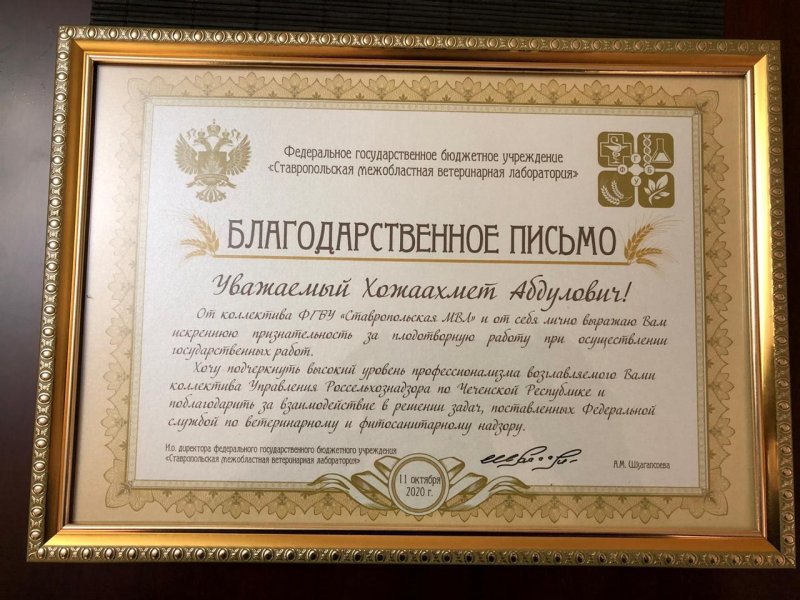 Федеральное государственное бюджетное учреждение
«Ставропольская межобластная ветеринарная лаборатория»
Ф Г Б У
БЛАГОДАРСТВЕННОЕ ПИСЬМО
Уважаемый Хожаахмет Абдулович!
От коллектива ФГБУ «Ставропольская МВЛ» и от себя лично выражаю Вам
искреннюю признательность за плодотворную работу при осуществлении
государственных работ.
Хочу подчеркнуть высокий уровень профессионализма возглавляемого Вами
коллектива Управления Россельхознадзора по Чеченской Республике и
поблагодарить за взаимодействие в решении задач, поставленных Федеральной
службой по ветеринарному и фитосанитарному надзору.
И.о. директора федерального государственного бюджетного учреждения
«Ставропольская межобластная ветеринарная лаборатория»
А.М. Шхагапсоева
11 октября
2020 г.